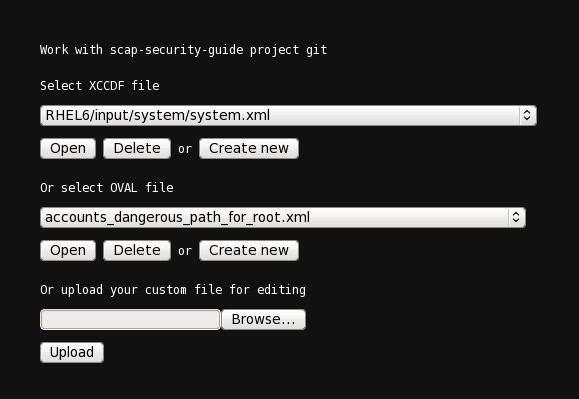 Work with scap-security-guide project git
Select XCCDF file
RHEL6/input/system/system.xml
Open Delete or Create new
Or select OVAL file
accounts_dangerous_path_for_root.xml
Open Delete or Create new
Or upload your custom file for editing
Browse...
Upload